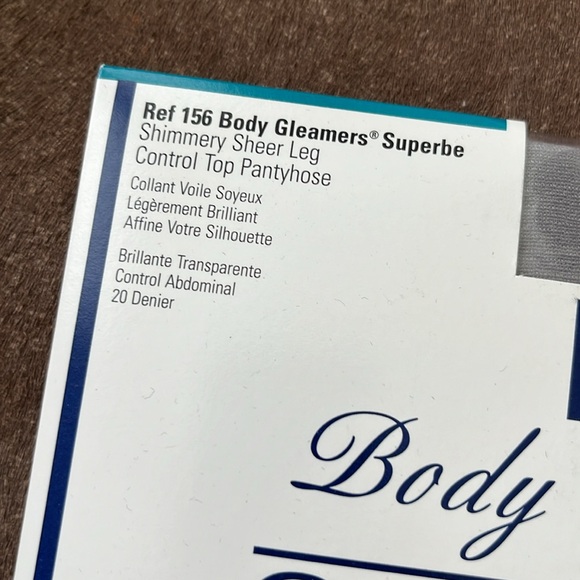 Ref 156 Body Gleamers® Superbe
Shimmery Sheer Leg
Control Top Pantyhose
Collant Voile Soyeux
Légèrement Brilliant
Affine Votre Silhouette
Brillante Transparente
Control Abdominal
20 Denier
Body